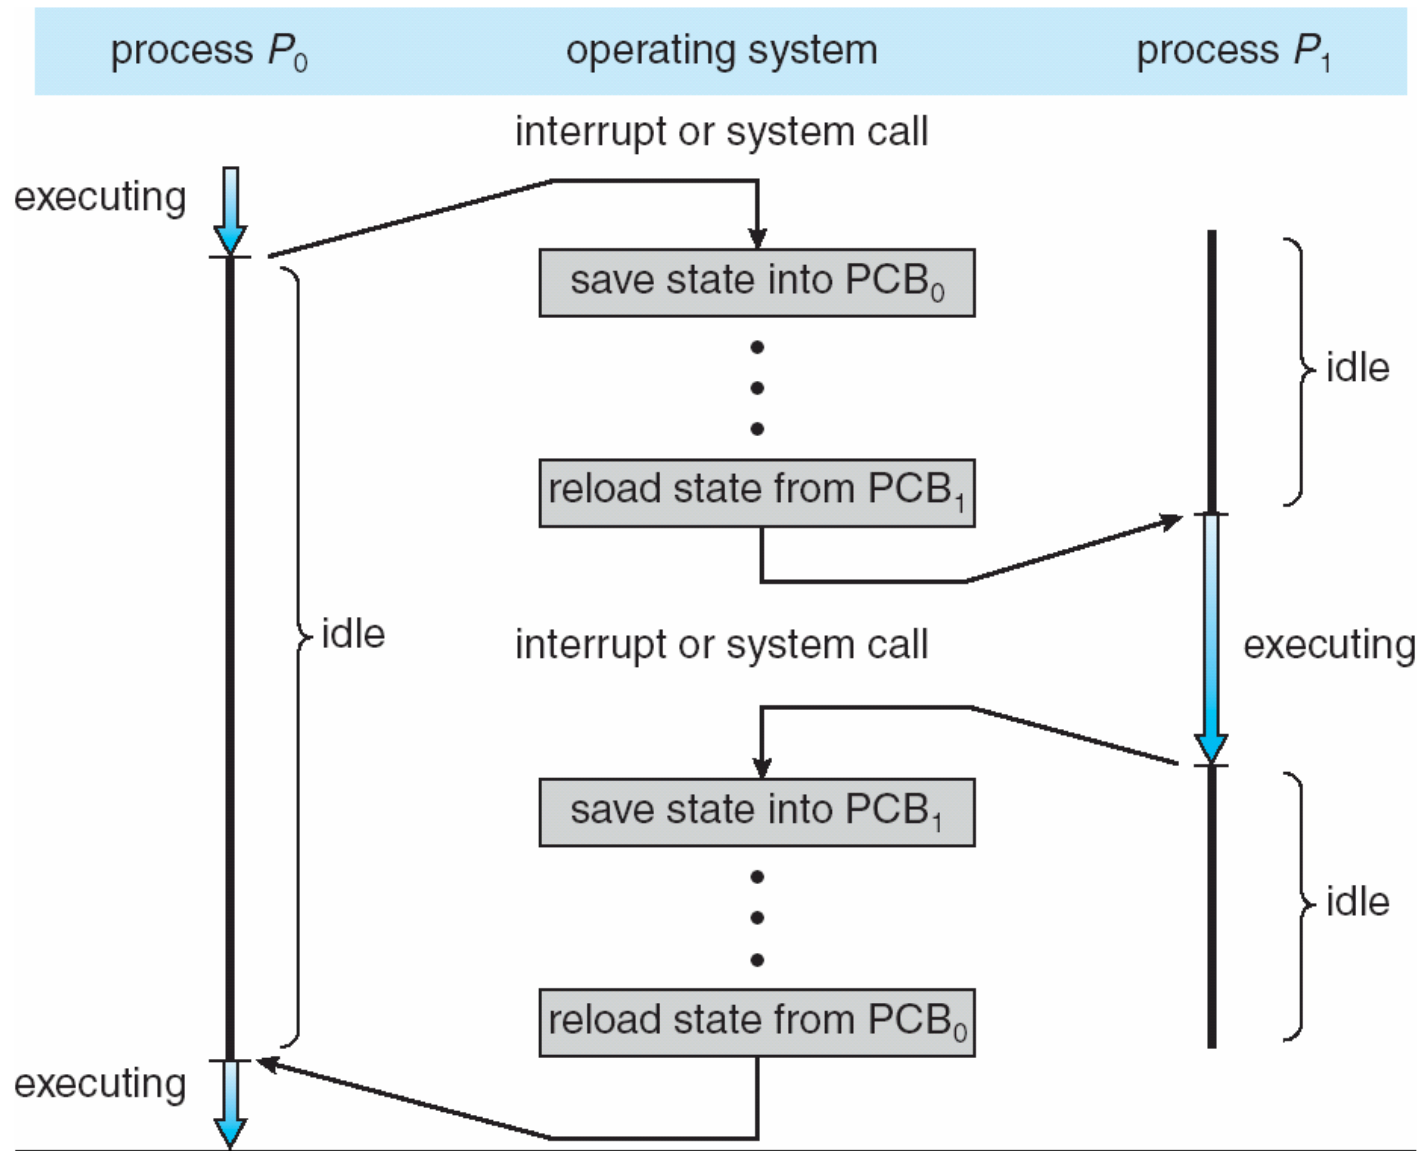 process P₀ operating system process P₁
interrupt or system call
executing
save state into PCB₀
idle
reload state from PCB₁
idle
interrupt or system call
executing
save state into PCB₁
idle
reload state from PCB₀
executing